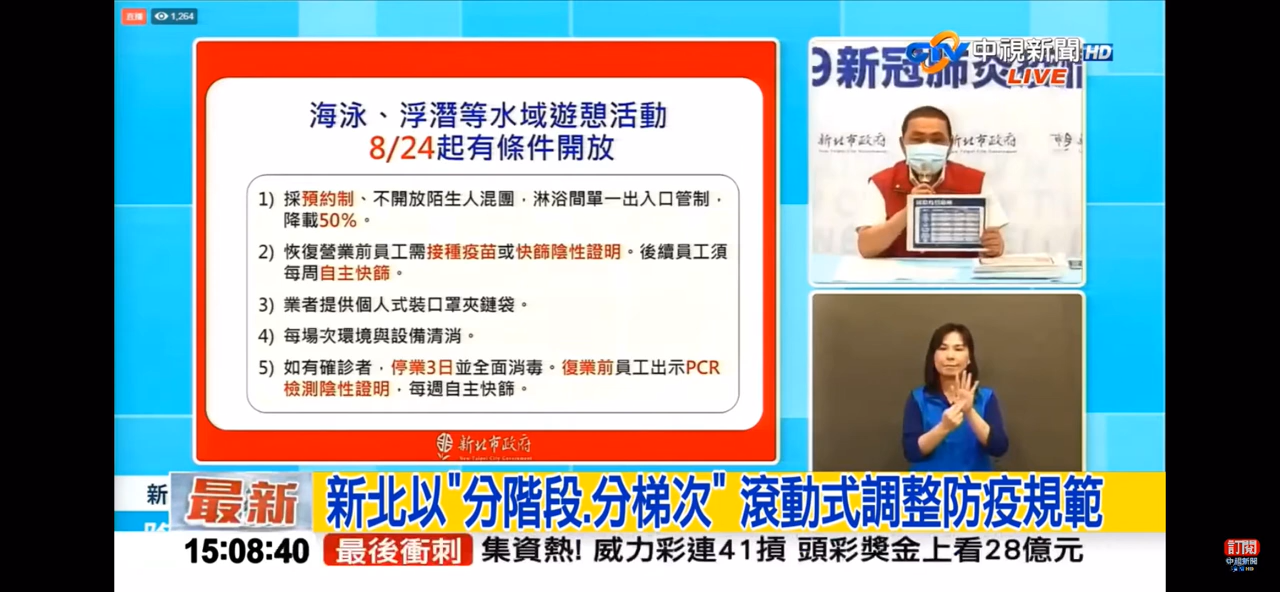 直播 1,264
CTV 中視新聞HD
LIVE
9新冠肺炎
海泳、浮潛等水域遊憩活動
8/24起有條件開放
1) 採預約制、不開放陌生人混團，淋浴間單一出入口管制，
降載50%。
2) 恢復營業前員工需接種疫苗或快篩陰性證明。後續員工須
每周自主快篩。
3) 業者提供個人式裝口罩夾鏈袋。
4) 每場次環境與設備清消。
5) 如有確診者，停業3日並全面消毒。復業前員工出示PCR
檢測陰性證明，每週自主快篩。
新北市政府
New Taipei City Government
新北市政府
新北市政府
新
最新
新北以"分階段.分梯次" 滾動式調整防疫規範
15:08:40 最後衝刺 集資熱! 威力彩連41摃 頭彩獎金上看28億元
訂閱
中視新聞
HD